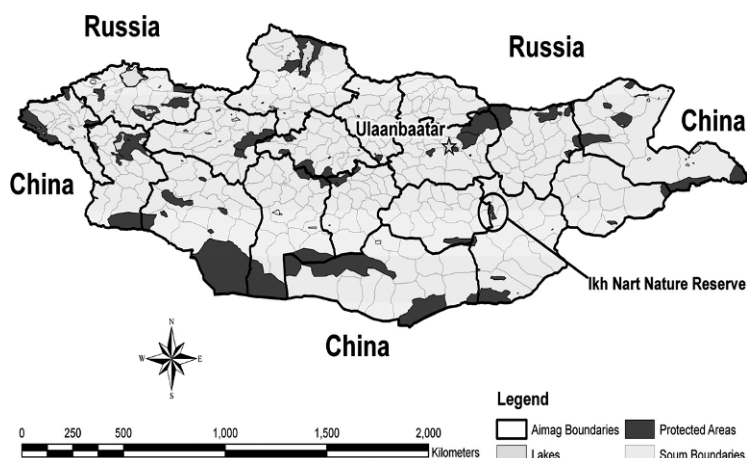 Russia
Russia
Ulaanbaatar
China
China
Ikh Nart Nature Reserve
China
N
W E
S
Legend
Aimag Boundaries Protected Areas
Lakes Soum Boundaries
0 250 500 1,000 1,500 2,000
Kilometers